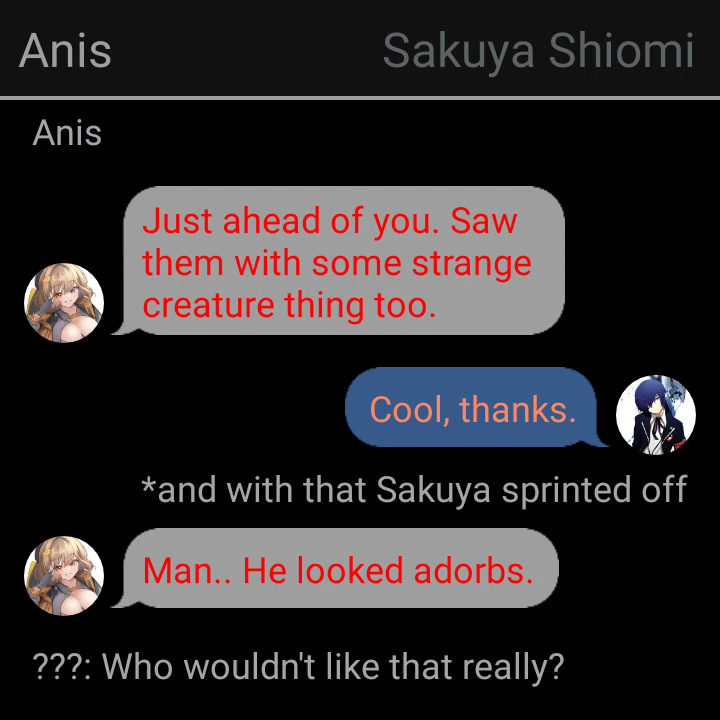 Anis Sakuya Shiomi
Anis
Just ahead of you. Saw
them with some strange
creature thing too.
Cool, thanks.
*and with that Sakuya sprinted off
Man.. He looked adorbs.
???: Who wouldn't like that really?